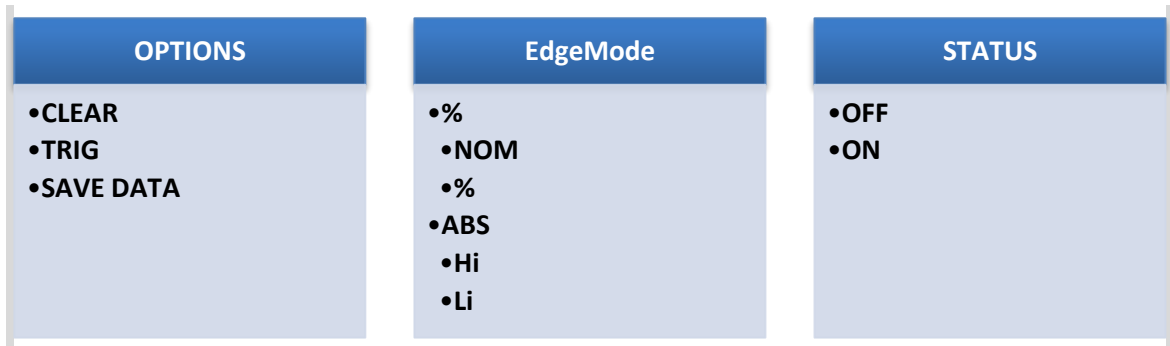 OPTIONS
•CLEAR
•TRIG
•SAVE DATA
EdgeMode
•%
•NOM
•%
•ABS
•Hi
•Li
STATUS
•OFF
•ON